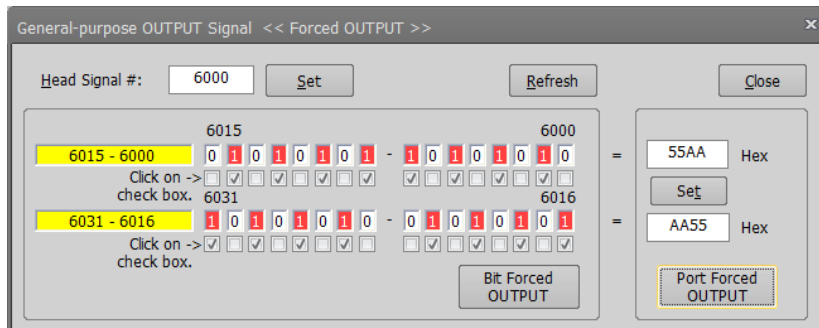 General-purpose OUTPUT Signal << Forced OUTPUT >> x
Head Signal #: 6000 Set Refresh Close
6015 6000
6015 - 6000 0 1 0 1 0 1 0 1 - 1 0 1 0 1 0 1 0 = 55AA Hex
Click on ->
check box.
Set
6031 6016
6031 - 6016 1 0 1 0 1 0 1 0 - 0 1 0 1 0 1 0 1 = AA55 Hex
Click on ->
check box.
Bit Forced
OUTPUT
Port Forced
OUTPUT